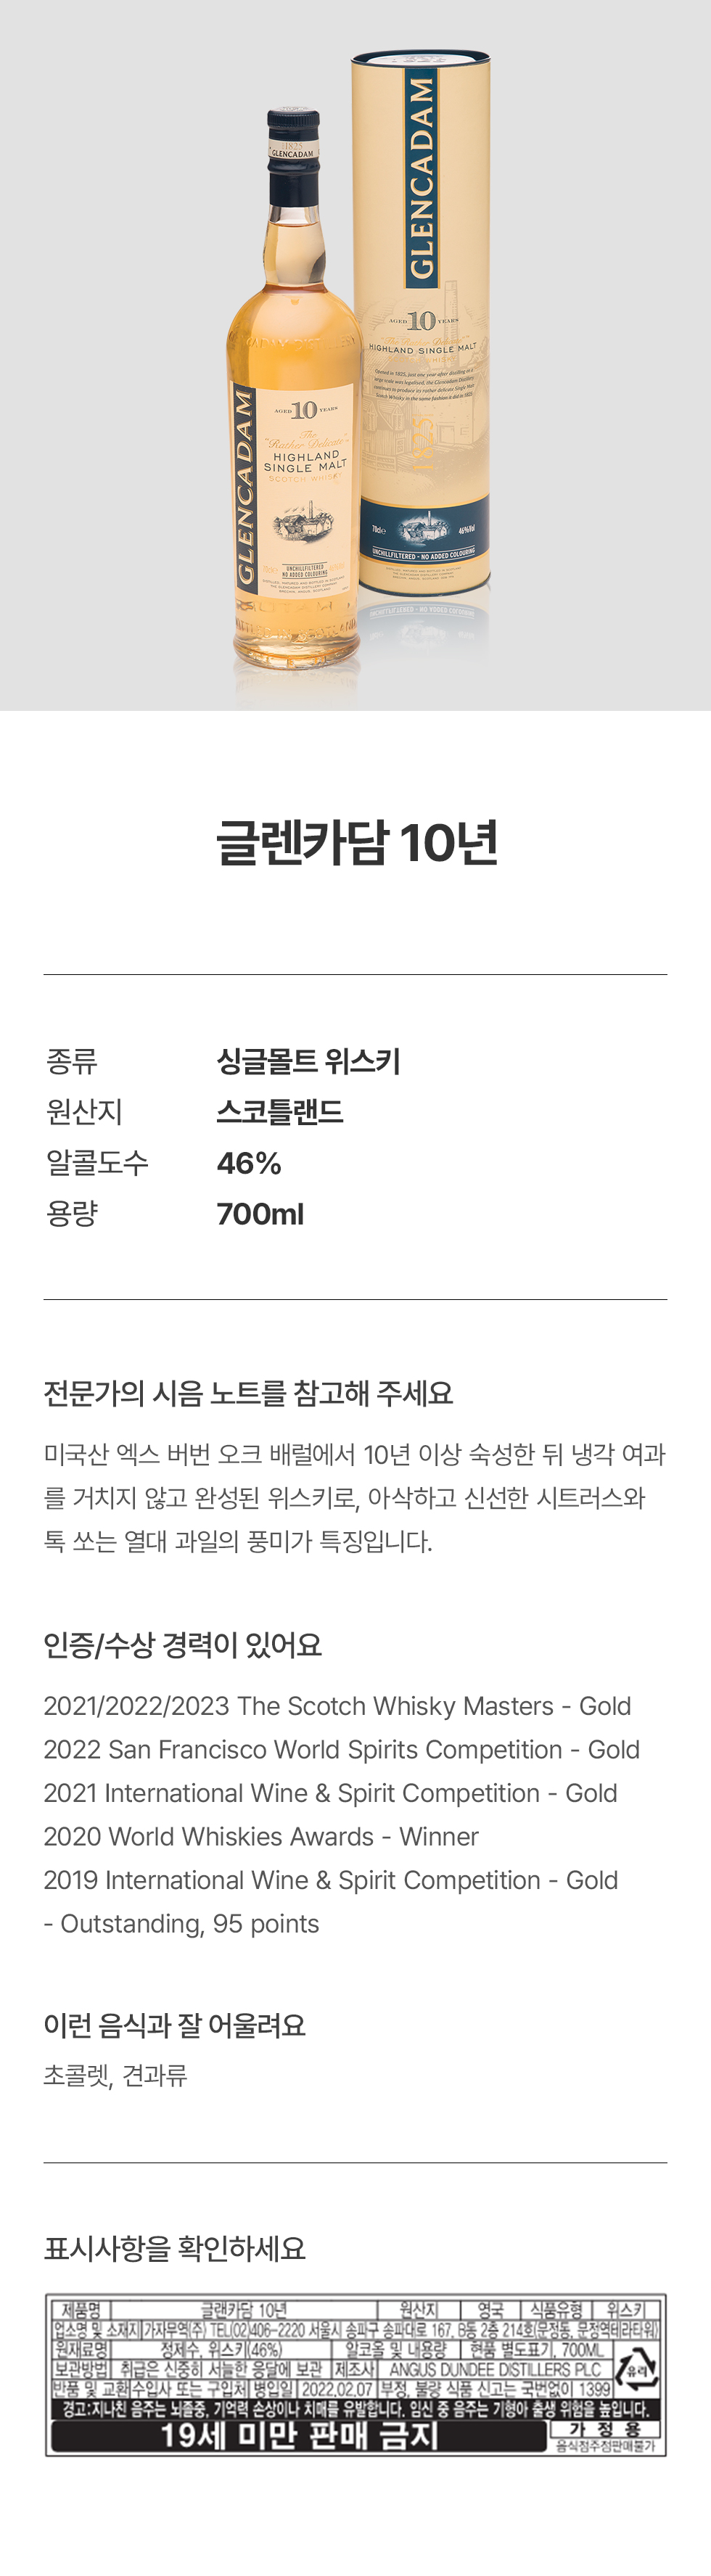 1825
GLENCADAM
GLENCADAM
AGED 10 YEARS
The
"Rather Delicate"
HIGHLAND
SINGLE MALT
SCOTCH WHISKY
UNCHILLFILTERED
NO ADDED COLOURING
GLENCADAM
AGED 10 YEARS
The "Rather Delicate"
HIGHLAND SINGLE MALT
1825
70cl e
46%Vol
UNCHILLFILTERED - NO ADDED COLOURING
글렌카담 10년
종류 싱글몰트 위스키
원산지 스코틀랜드
알콜도수 46%
용량 700ml
전문가의 시음 노트를 참고해 주세요
미국산 엑스 버번 오크 배럴에서 10년 이상 숙성한 뒤 냉각 여과
를 거치지 않고 완성된 위스키로, 아삭하고 신선한 시트러스와
톡 쏘는 열대 과일의 풍미가 특징입니다.
인증/수상 경력이 있어요
2021/2022/2023 The Scotch Whisky Masters - Gold
2022 San Francisco World Spirits Competition - Gold
2021 International Wine & Spirit Competition - Gold
2020 World Whiskies Awards - Winner
2019 International Wine & Spirit Competition - Gold
- Outstanding, 95 points
이런 음식과 잘 어울려요
초콜렛, 견과류
표시사항을 확인하세요
제품명 글랜카담 10년 원산지 영국 식품유형 위스키
업소명 및 소재지 가자무역(주) TEL(02)406-2220 서울시 송파구 송파대로 167, B동 2층 214호(문정동, 문정역테라타워)
원재료명 정제수, 위스키(46%) 알코올 및 내용량 현품 별도표기, 700ML
보관방법 취급은 신중히 서늘한 응달에 보관 제조사 ANGUS DUNDEE DISTILLERS PLC 유리
반품 및 교환 수입사 또는 구입처 병입일 2022.02.07 부정, 불량 식품 신고는 국번없이 1399
경고:지나친 음주는 뇌졸중, 기억력 손상이나 치매를 유발합니다. 임신 중 음주는 기형아 출생 위험을 높입니다.
19세 미만 판매 금지 가 정 용
음식점주점판매불가